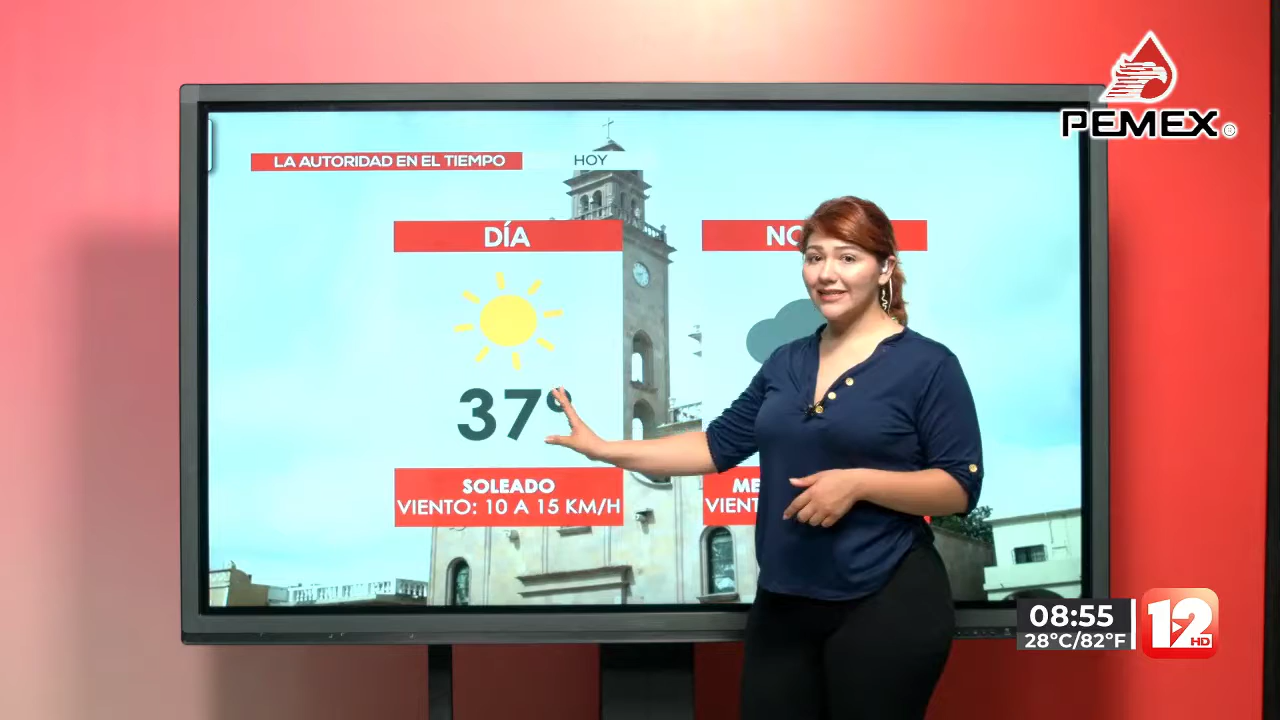 PEMEX
LA AUTORIDAD EN EL TIEMPO
HOY
DÍA
37°
SOLEADO
VIENTO: 10 A 15 KM/H
08:55
28°C/82°F
12
HD